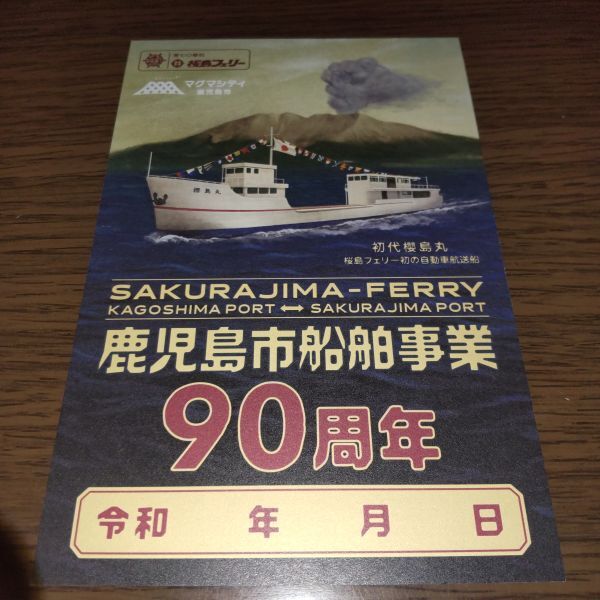 桜島フェリー
マグマシティ
鹿児島市
櫻島丸
初代櫻島丸
桜島フェリー初の自動車航送船
SAKURAJIMA-FERRY
KAGOSHIMA PORT ↔ SAKURAJIMA PORT
鹿児島市船舶事業
90周年
令和 年 月 日